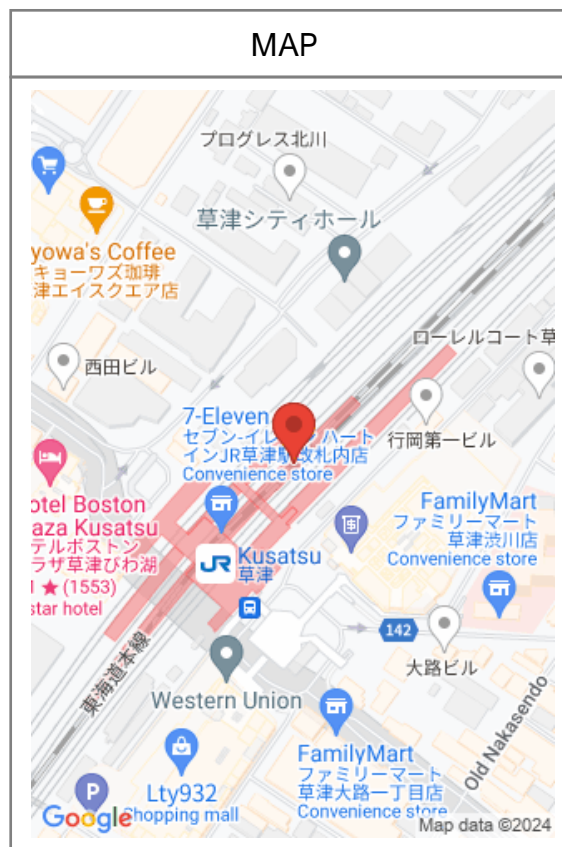 MAP
プログレス北川
草津シティホール
yowa's Coffee
キョーワズ珈琲
津エイスクエア店
ローレルコート草
西田ビル
7-Eleven
セブン-イレ ハート
インJR草津駅改札内店
Convenience store
行岡第一ビル
otel Boston
aza Kusatsu
テルボストン
ラザ草津びわ湖
1 ★ (1553)
star hotel
FamilyMart
ファミリーマート
草津渋川店
Convenience store
JR
Kusatsu
草津
142
大路ビル
東海道本線
Western Union
Old Nakasendo
FamilyMart
ファミリーマート
草津大路一丁目店
Convenience store
Lty932
Shopping mall
P
Google
Map data ©2024